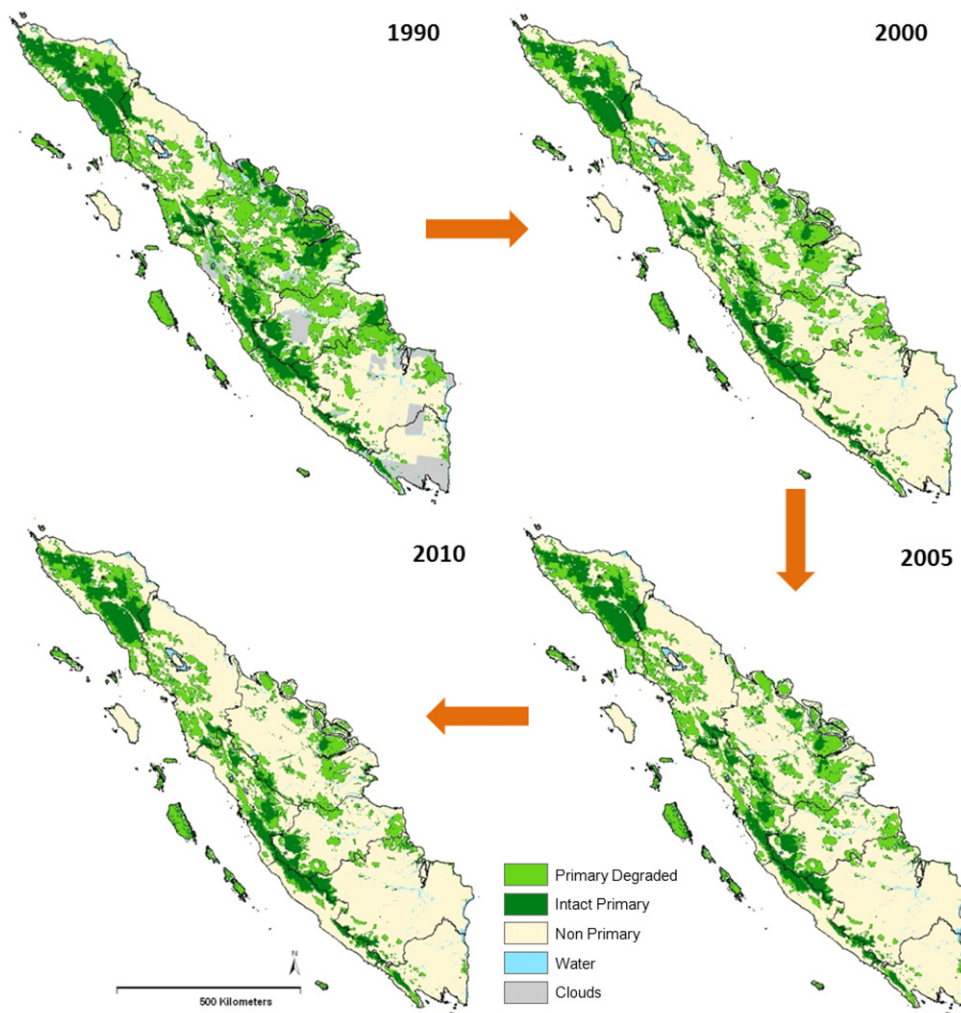 1990
2000
2010
2005
Primary Degraded
Intact Primary
Non Primary
Water
Clouds
N
500 Kilometers